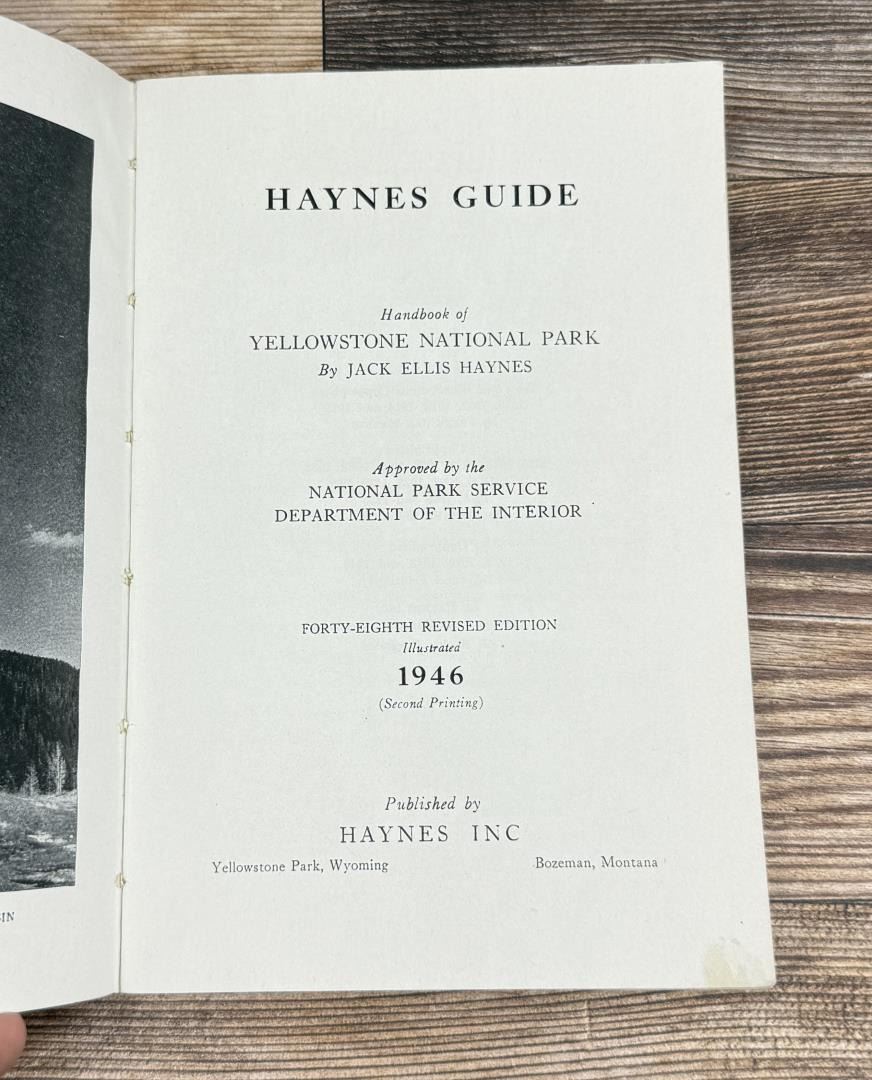 HAYNES GUIDE
Handbook of
YELLOWSTONE NATIONAL PARK
By JACK ELLIS HAYNES
Approved by the
NATIONAL PARK SERVICE
DEPARTMENT OF THE INTERIOR
FORTY-EIGHTH REVISED EDITION
Illustrated
1946
(Second Printing)
Published by
HAYNES INC
Yellowstone Park, Wyoming
Bozeman, Montana